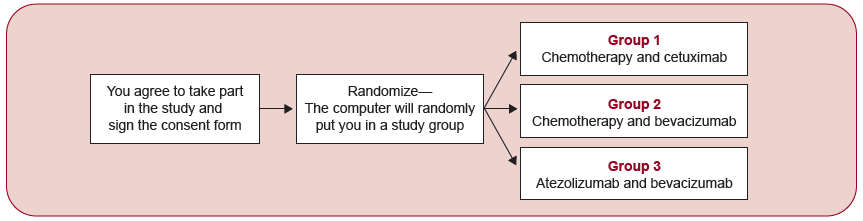 You agree to take part
in the study and
sign the consent form
Randomize—
The computer will randomly
put you in a study group
Group 1
Chemotherapy and cetuximab
Group 2
Chemotherapy and bevacizumab
Group 3
Atezolizumab and bevacizumab